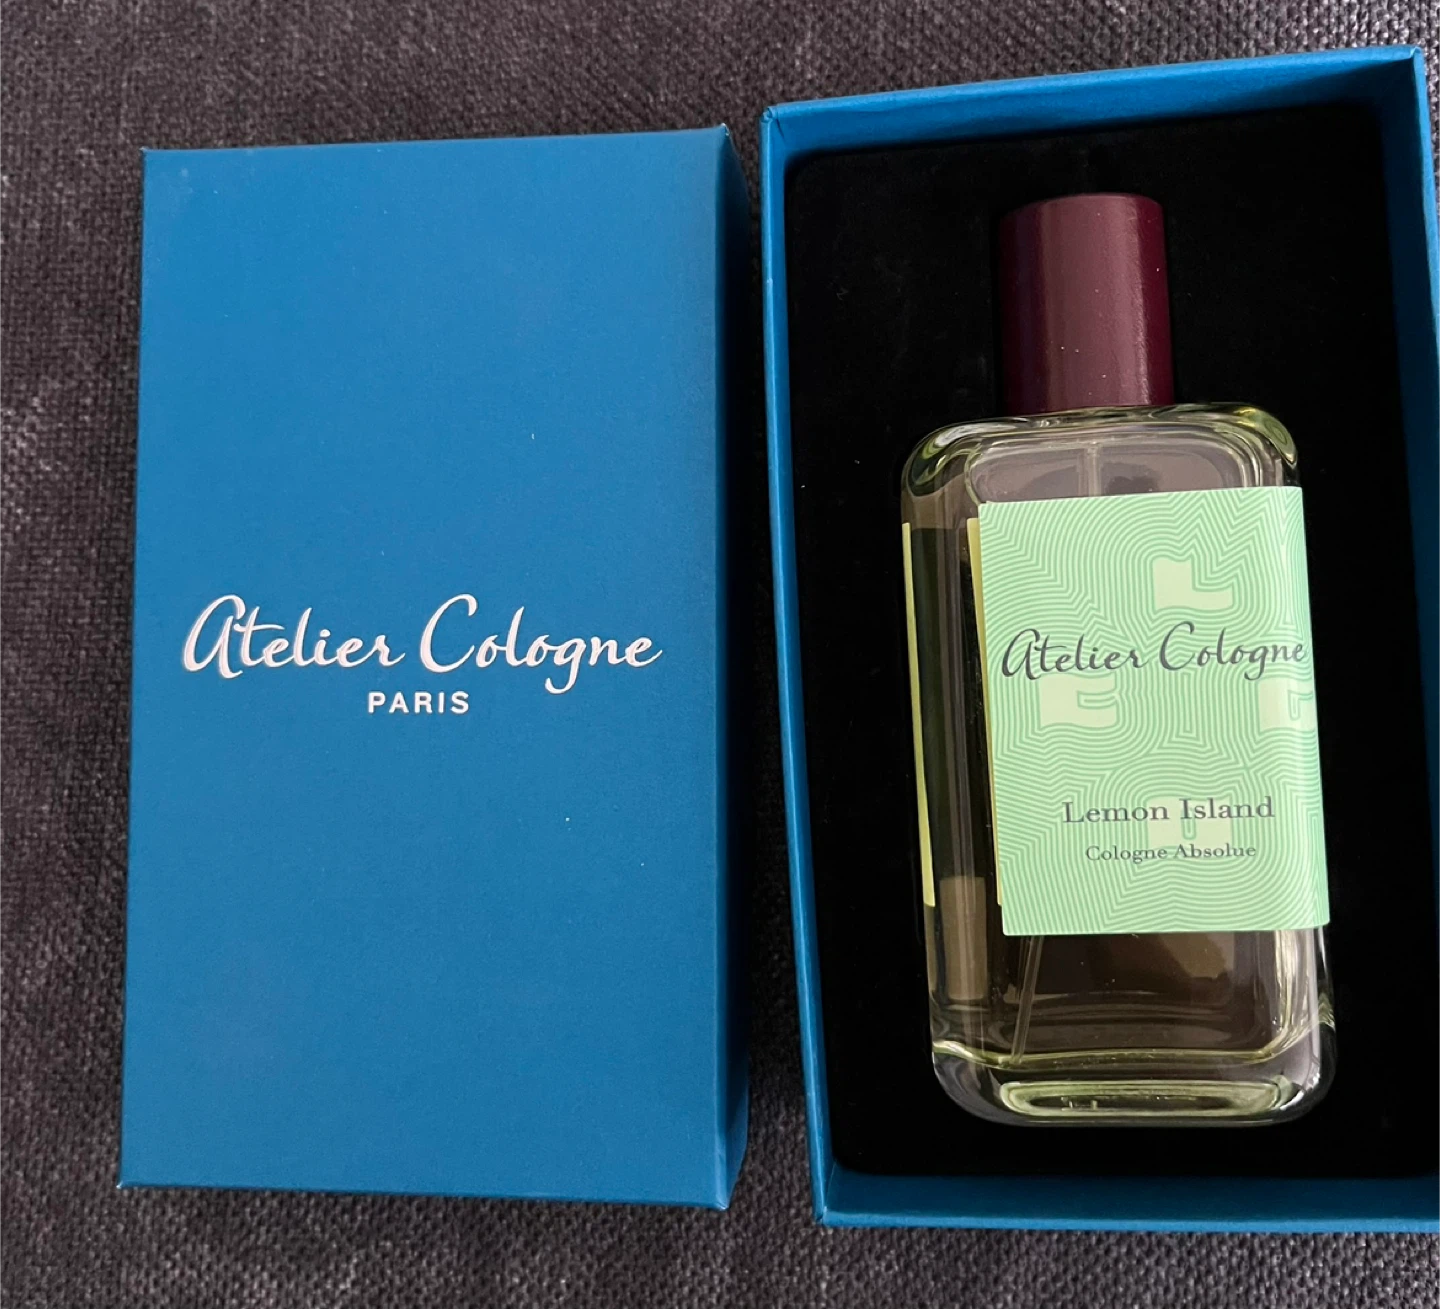 Atelier Cologne
PARIS
Atelier Cologne
Lemon Island
Cologne Absolue